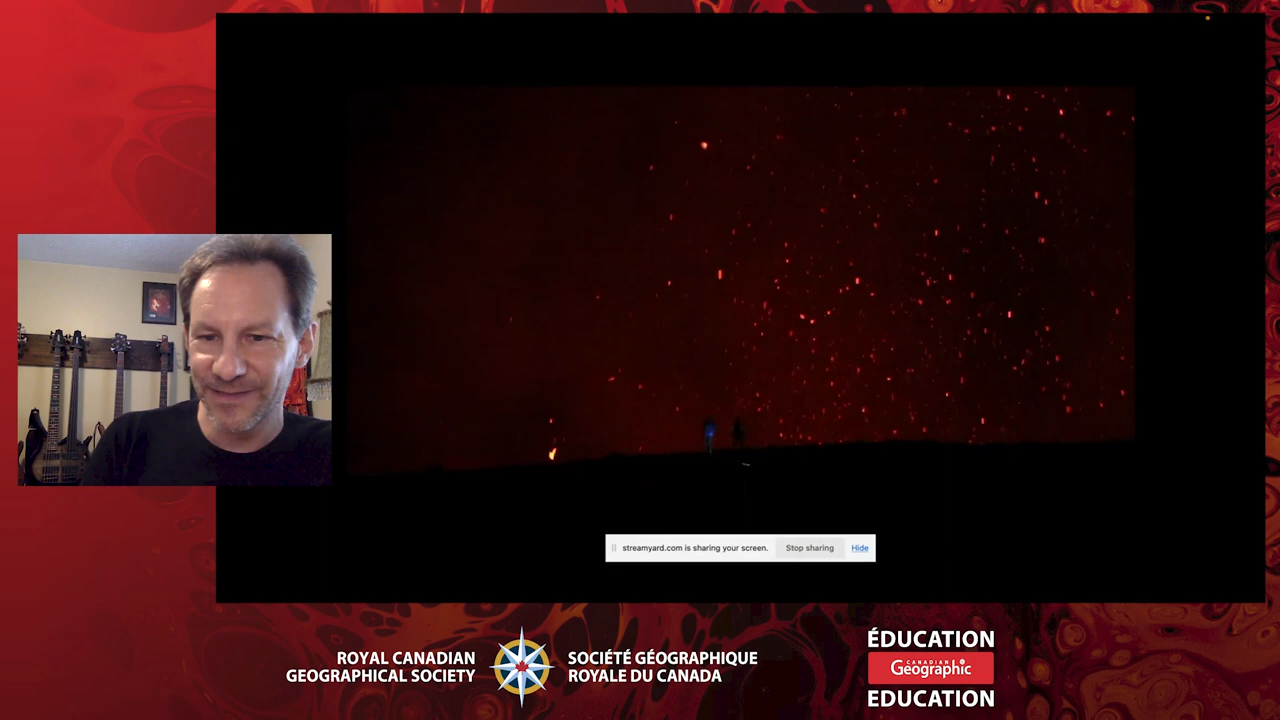 streamyard.com is sharing your screen.
Stop sharing
Hide
ROYAL CANADIAN
GEOGRAPHICAL SOCIETY
SOCIÉTÉ GÉOGRAPHIQUE
ROYALE DU CANADA
ÉDUCATION
CANADIAN
Geographic
EDUCATION